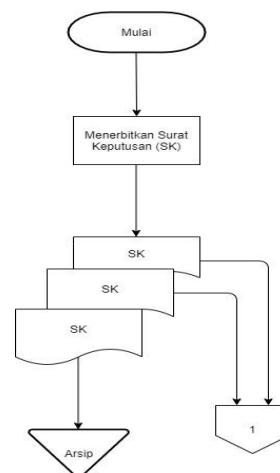 Mulai
Menerbitkan Surat
Keputusan (SK)
SK
SK
SK
Arsip
1